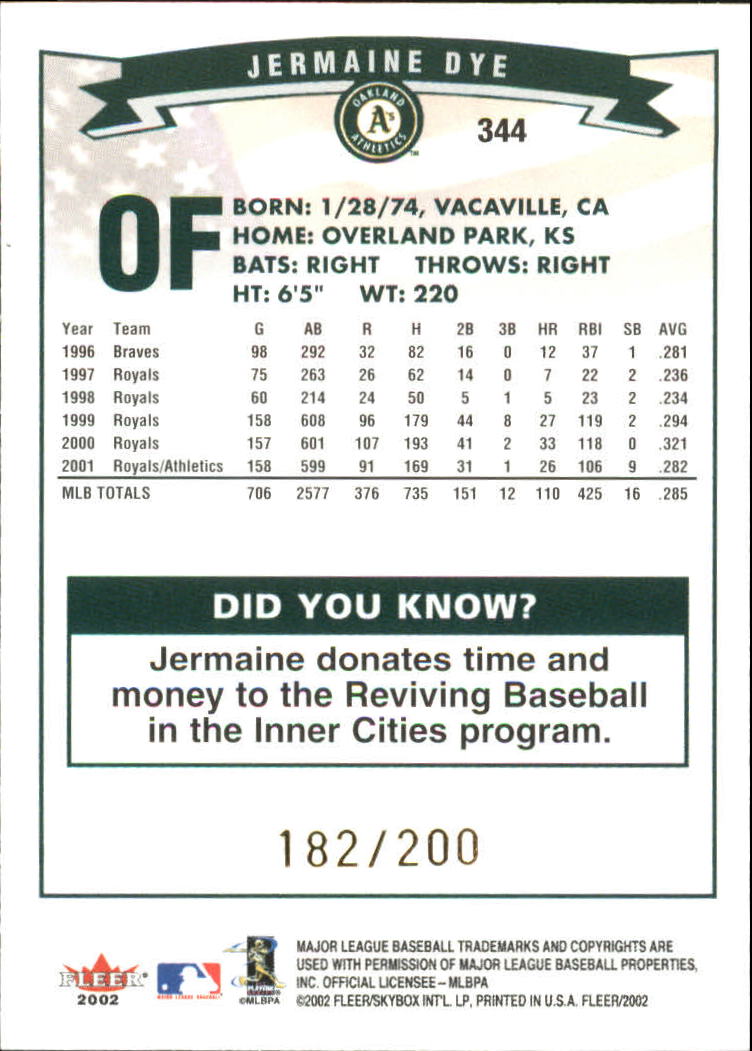 JERMAINE DYE
OAKLAND
A's
ATHLETICS
TM
344
OF
BORN: 1/28/74, VACAVILLE, CA
HOME: OVERLAND PARK, KS
BATS: RIGHT THROWS: RIGHT
HT: 6'5" WT: 220
Year Team G AB R H 2B 3B HR RBI SB AVG
1996 Braves 98 292 32 82 16 0 12 37 1 .281
1997 Royals 75 263 26 62 14 0 7 22 2 .236
1998 Royals 60 214 24 50 5 1 5 23 2 .234
1999 Royals 158 608 96 179 44 8 27 119 2 .294
2000 Royals 157 601 107 193 41 2 33 118 0 .321
2001 Royals/Athletics 158 599 91 169 31 1 26 106 9 .282
MLB TOTALS 706 2577 376 735 151 12 110 425 16 .285
DID YOU KNOW?
Jermaine donates time and
money to the Reviving Baseball
in the Inner Cities program.
182/200
FLEER
2002
MAJOR LEAGUE BASEBALL
PLAYERS
©MLBPA
MAJOR LEAGUE BASEBALL TRADEMARKS AND COPYRIGHTS ARE
USED WITH PERMISSION OF MAJOR LEAGUE BASEBALL PROPERTIES,
INC. OFFICIAL LICENSEE – MLBPA
©2002 FLEER/SKYBOX INT'L. LP, PRINTED IN U.S.A. FLEER/2002